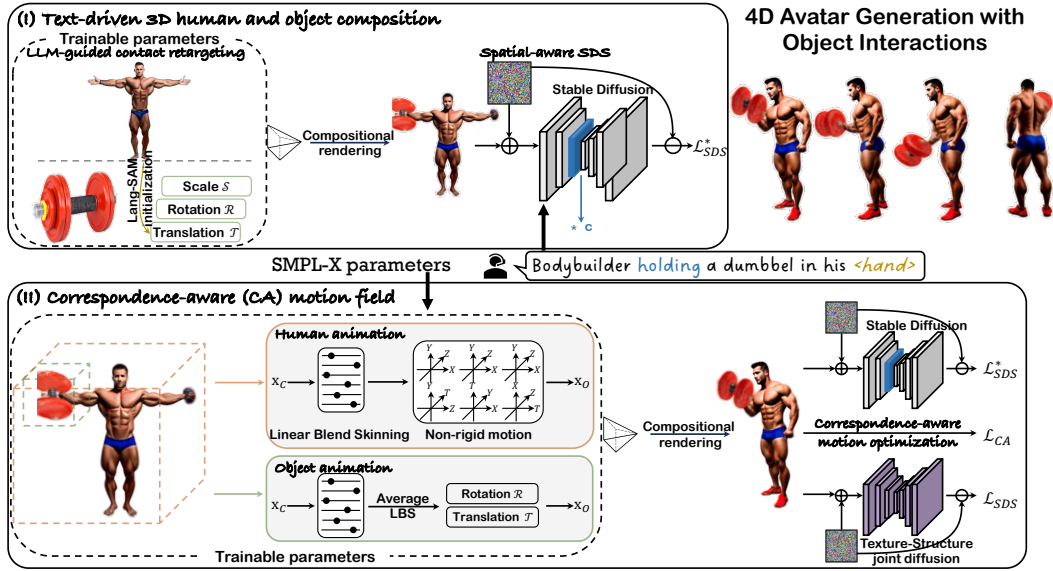 (I) Text-driven 3D human and object composition
Trainable parameters
LLM-guided contact retargeting
Lang-SAM
initialization
Scale S
Rotation R
Translation T
Compositional
rendering
Spatial-aware SDS
Stable Diffusion
* c
L*SDS
4D Avatar Generation with
Object Interactions
SMPL-X parameters
Bodybuilder holding a dumbbel in his <hand>
(II) Correspondence-aware (CA) motion field
Human animation
xC
Linear Blend Skinning
Y Z X
Y Z X
Y Z X
Y T Z
Y T X
X Z T
Non-rigid motion
xO
Object animation
xC
Average
LBS
Rotation R
Translation T
xO
Trainable parameters
Compositional
rendering
Stable Diffusion
L*SDS
Correspondence-aware
motion optimization
LCA
LSDS
Texture-Structure
joint diffusion